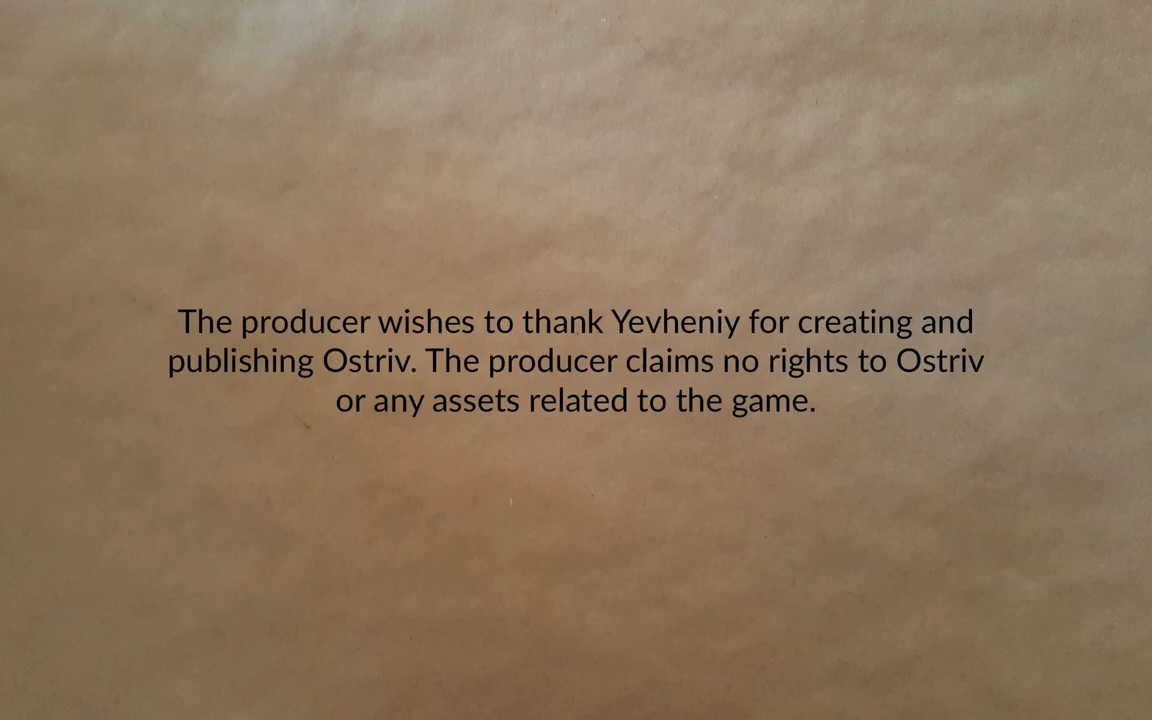 The producer wishes to thank Yevheniy for creating and
publishing Ostriv. The producer claims no rights to Ostriv
or any assets related to the game.